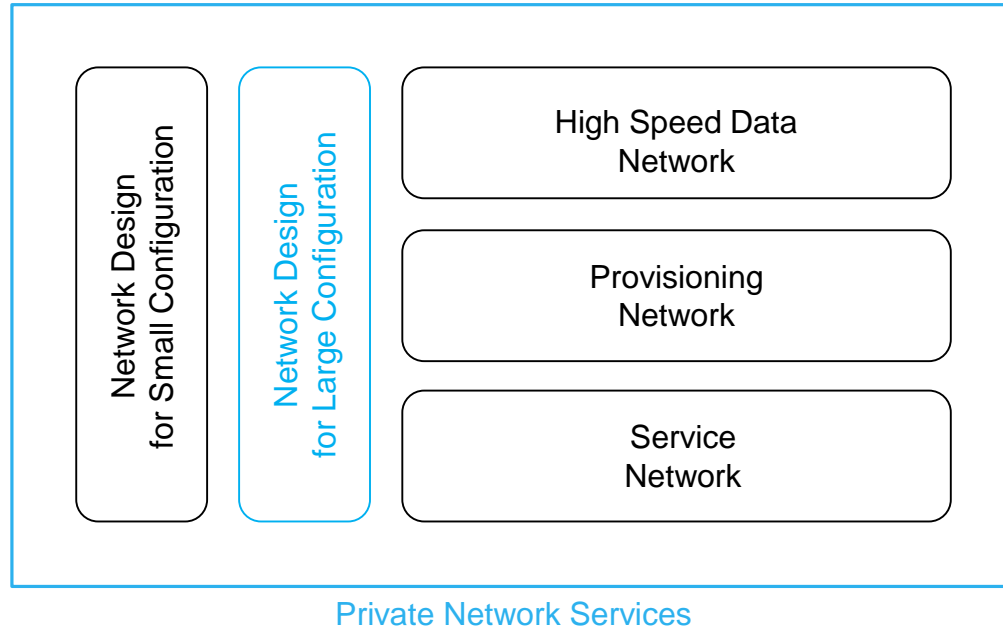 Network Design
for Small Configuration
Network Design
for Large Configuration
High Speed Data
Network
Provisioning
Network
Service
Network
Private Network Services